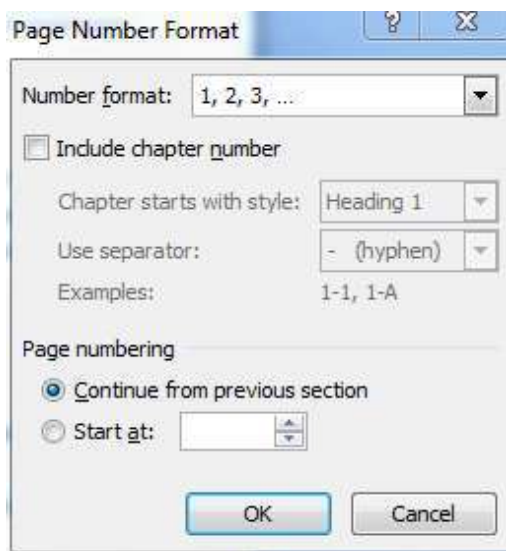 Page Number Format ?
Number format: 1, 2, 3, ...
Include chapter number
Chapter starts with style: Heading 1
Use separator: - (hyphen)
Examples: 1-1, 1-A
Page numbering
Continue from previous section
Start at:
OK Cancel